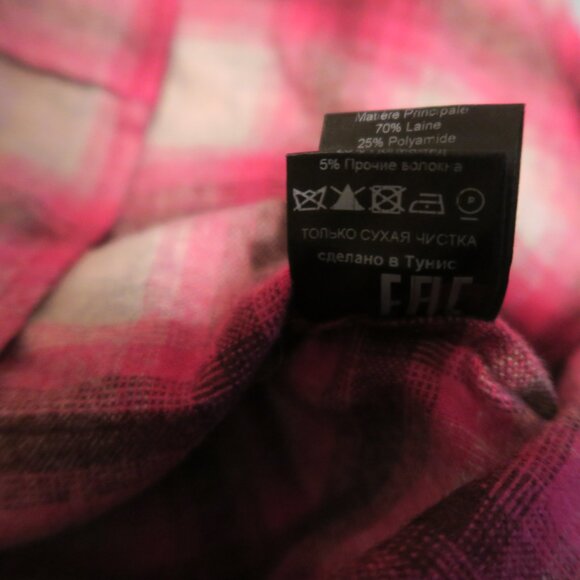 Matière Principale
70% Laine
25% Polyamide
5% Прочие волокна
P
ТОЛЬКО СУХАЯ ЧИСТКА
сделано в Тунис
EAC